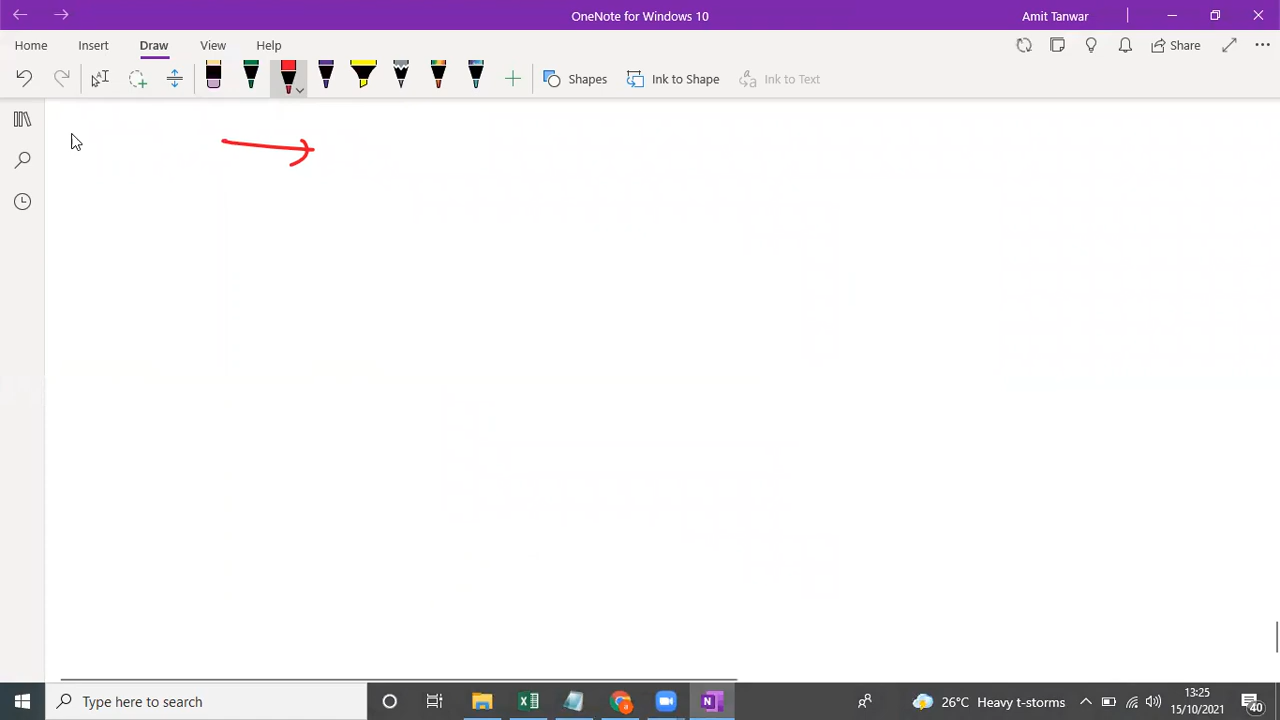 OneNote for Windows 10
Amit Tanwar
Home Insert Draw View Help
Share
Shapes
Ink to Shape
Ink to Text
Type here to search
26°C Heavy t-storms
13:25
15/10/2021
40